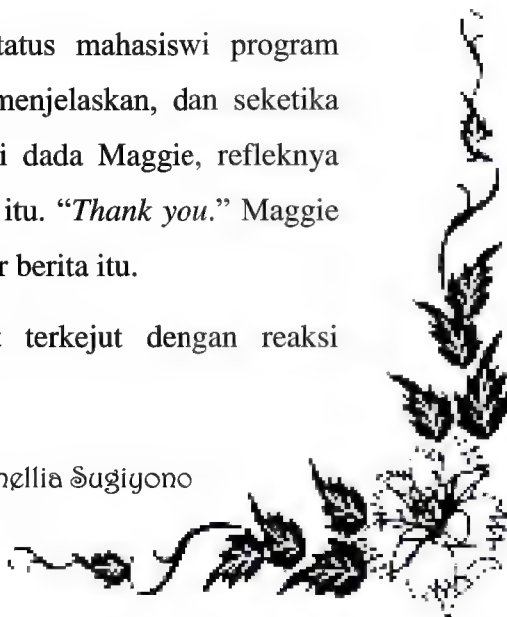 tatus mahasiswi program
menjelaskan, dan seketika
i dada Maggie, refleknya
itu. “Thank you.” Maggie
r berita itu.
terkejut dengan reaksi
nellia Sugiyono